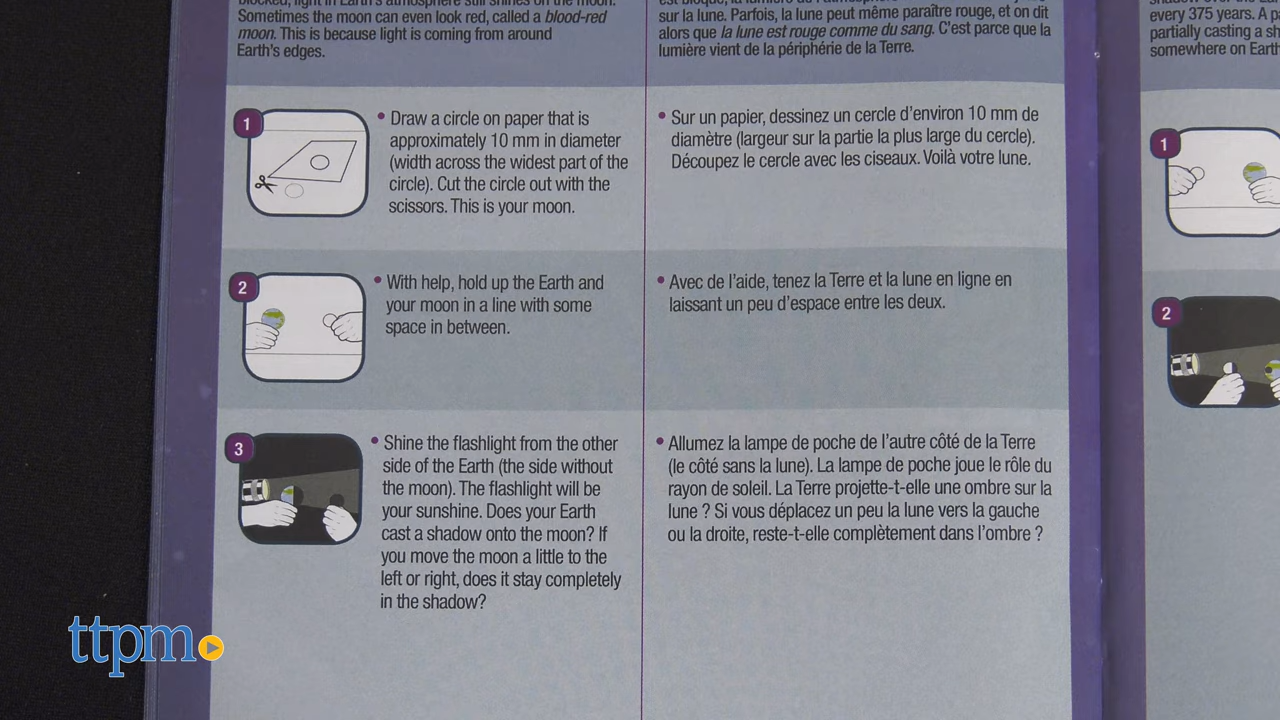 blocked, light in Earth's atmosphere still shines on the moon.
Sometimes the moon can even look red, called a blood-red
moon. This is because light is coming from around
Earth's edges.
sur la lune. Parfois, la lune peut même paraître rouge, et on dit
alors que la lune est rouge comme du sang. C'est parce que la
lumière vient de la périphérie de la Terre.
1
• Draw a circle on paper that is
approximately 10 mm in diameter
(width across the widest part of the
circle). Cut the circle out with the
scissors. This is your moon.
• Sur un papier, dessinez un cercle d'environ 10 mm de
diamètre (largeur sur la partie la plus large du cercle).
Découpez le cercle avec les ciseaux. Voilà votre lune.
2
• With help, hold up the Earth and
your moon in a line with some
space in between.
• Avec de l'aide, tenez la Terre et la lune en ligne en
laissant un peu d'espace entre les deux.
3
• Shine the flashlight from the other
side of the Earth (the side without
the moon). The flashlight will be
your sunshine. Does your Earth
cast a shadow onto the moon? If
you move the moon a little to the
left or right, does it stay completely
in the shadow?
• Allumez la lampe de poche de l'autre côté de la Terre
(le côté sans la lune). La lampe de poche joue le rôle du
rayon de soleil. La Terre projette-t-elle une ombre sur la
lune ? Si vous déplacez un peu la lune vers la gauche
ou la droite, reste-t-elle complètement dans l'ombre ?
every 375 years. A
partially casting a
somewhere on Earth
1
2
ttpm